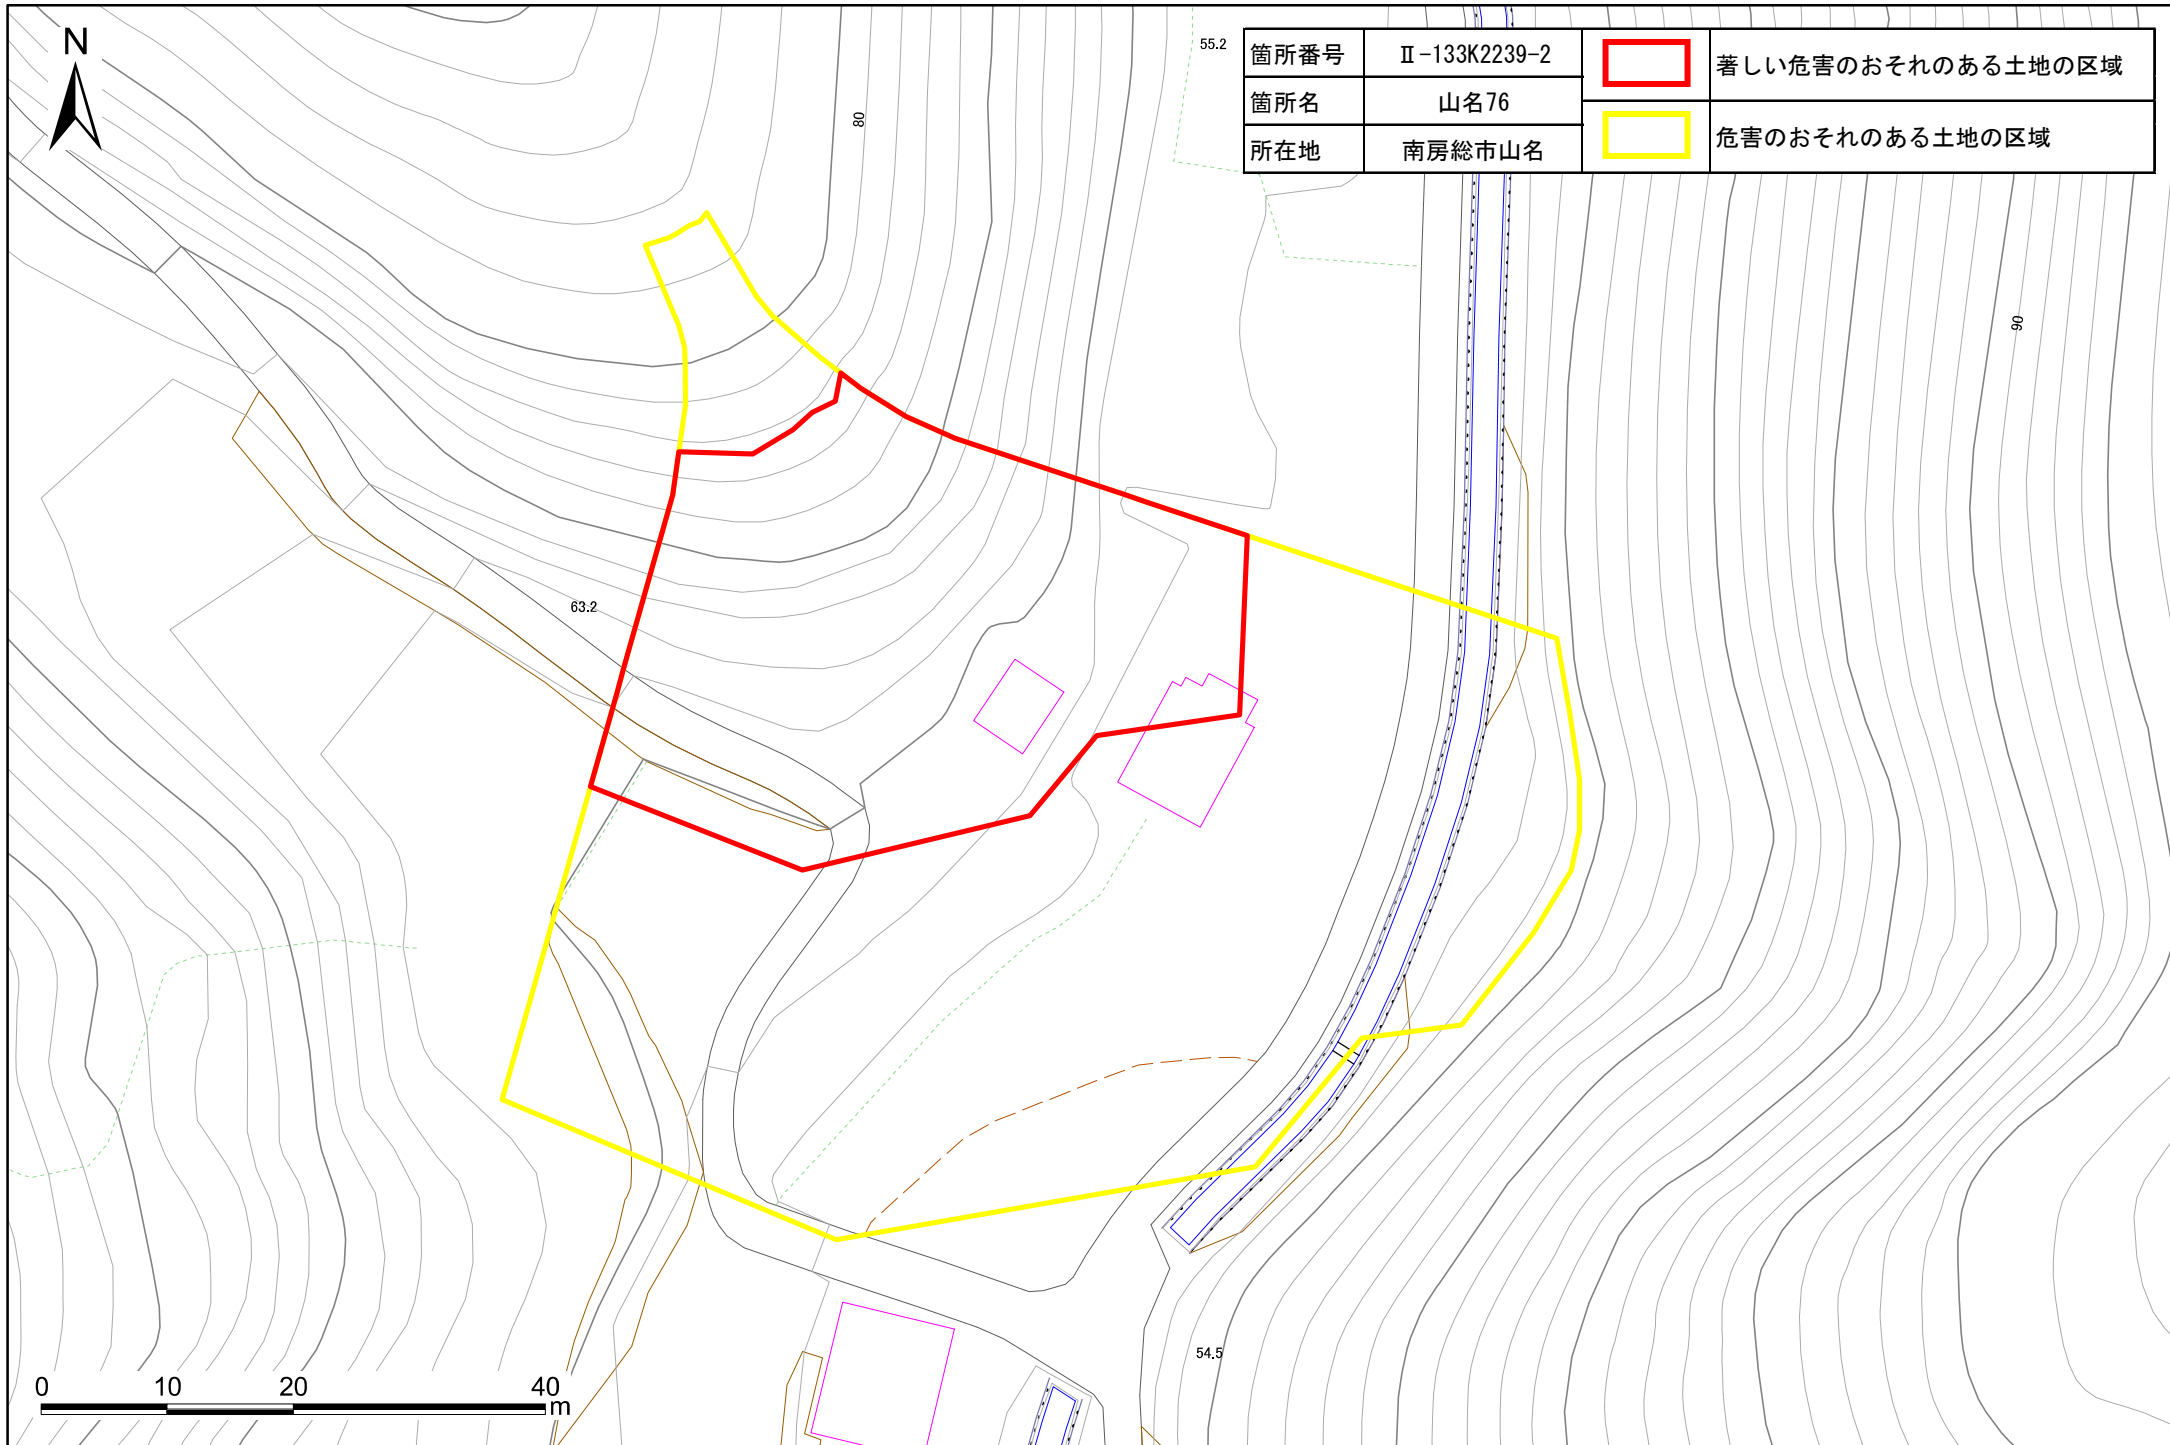 N
箇所番号 Ⅱ-133K2239-2
箇所名 山名76
所在地 南房総市山名
著しい危害のおそれのある土地の区域
危害のおそれのある土地の区域
55.2
80
90
63.2
54.5
0 10 20 40
m